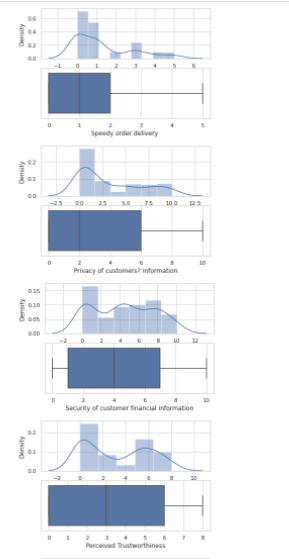 Density
0.6
0.4
0.2
0.0
−1 0 1 2 3 4 5 6
0 1 2 3 4 5
Speedy order delivery
Density
0.2
0.1
0.0
−2.5 0.0 2.5 5.0 7.5 10.0 12.5
0 2 4 6 8 10
Privacy of customers? information
Density
0.15
0.10
0.05
0.00
−2 0 2 4 6 8 10 12
0 2 4 6 8 10
Security of customer financial information
Density
0.2
0.1
0.0
−2 0 2 4 6 8 10
0 1 2 3 4 5 6 7 8
Perceived Trustworthiness